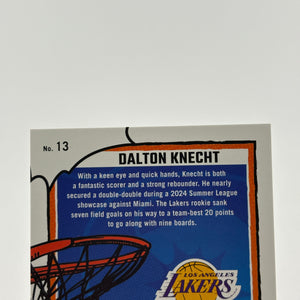 No. 13
DALTON KNECHT
With a keen eye and quick hands, Knecht is both
a fantastic scorer and a strong rebounder. He nearly
secured a double-double during a 2024 Summer League
showcase against Miami. The Lakers rookie sank
seven field goals on his way to a team-best 20 points
to go along with nine boards.
LOS ANGELES
LAKERS